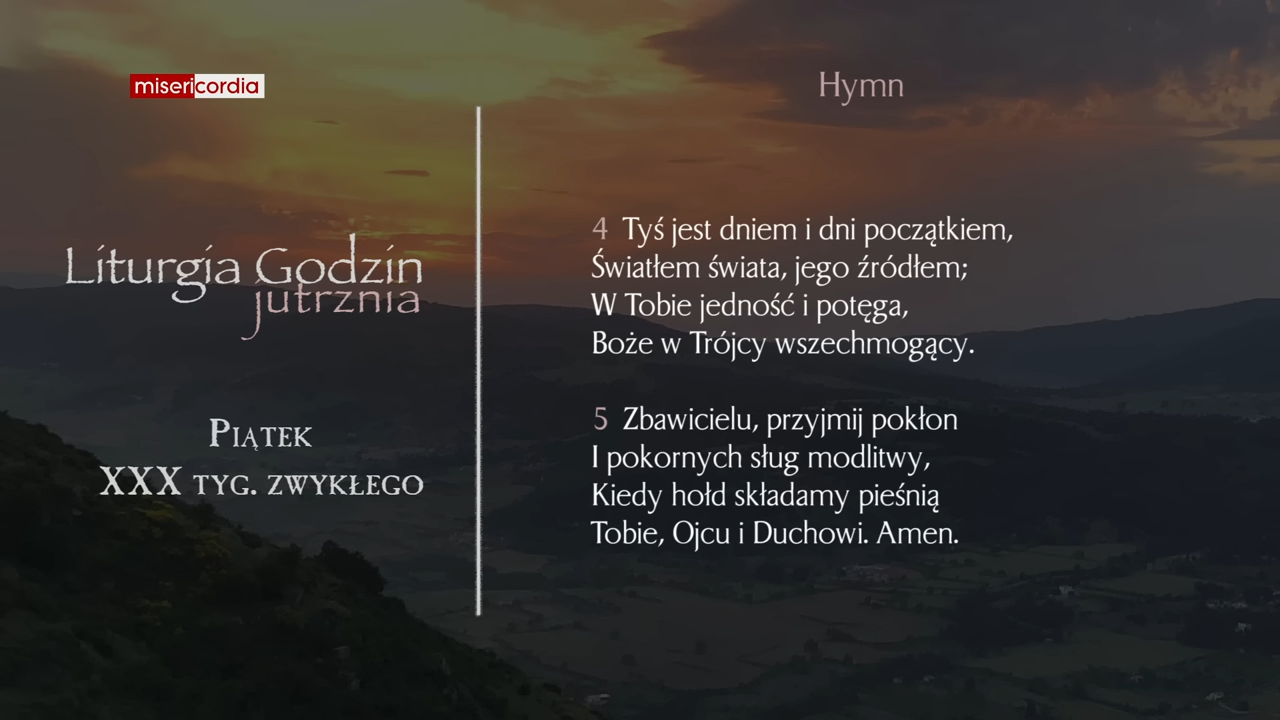 misericordia
Liturgia Godzin
jutrznia
Piątek
XXX tyg. zwykłego
Hymn
4 Tyś jest dniem i dni początkiem,
Światłem świata, jego źródłem;
W Tobie jedność i potęga,
Boże w Trójcy wszechmogący.
5 Zbawicielu, przyjmij pokłon
I pokornych sług modlitwy,
Kiedy hołd składamy pieśnią
Tobie, Ojcu i Duchowi. Amen.